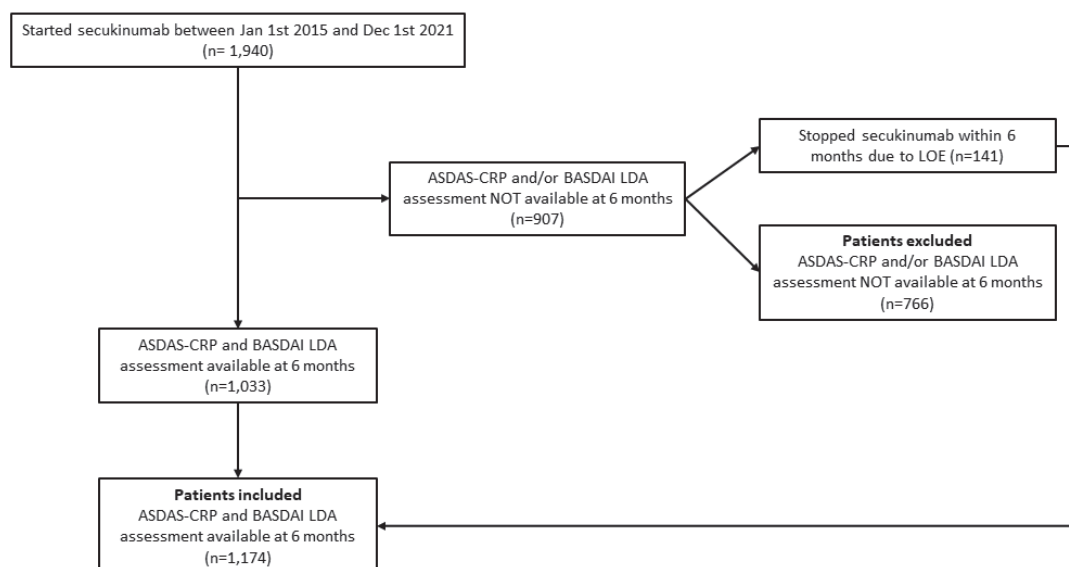 Started secukinumab between Jan 1st 2015 and Dec 1st 2021
(n= 1,940)
Stopped secukinumab within 6
months due to LOE (n=141)
ASDAS-CRP and/or BASDAI LDA
assessment NOT available at 6 months
(n=907)
Patients excluded
ASDAS-CRP and/or BASDAI LDA
assessment NOT available at 6 months
(n=766)
ASDAS-CRP and BASDAI LDA
assessment available at 6 months
(n=1,033)
Patients included
ASDAS-CRP and BASDAI LDA
assessment available at 6 months
(n=1,174)